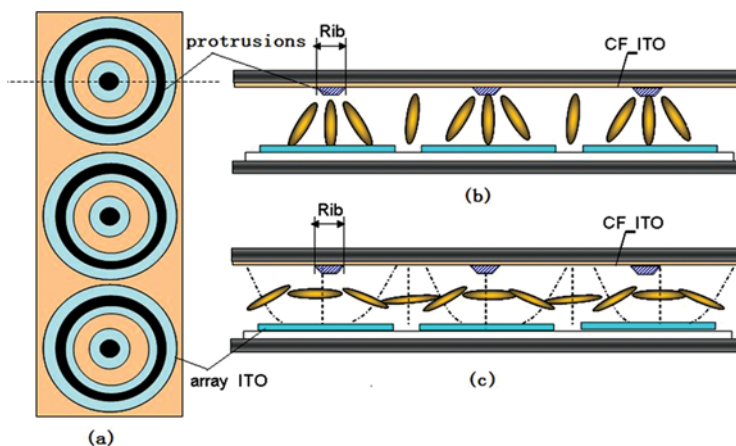 protrusions
Rib
CF_ITO
(b)
Rib
CF_ITO
array ITO
(c)
(a)